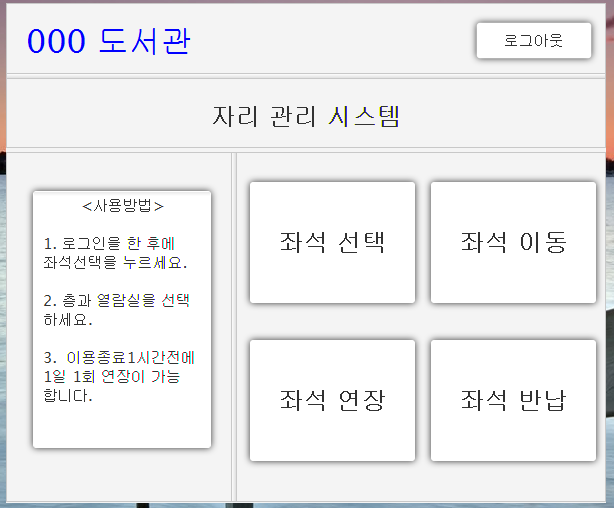 000 도서관
로그아웃
자리 관리 시스템
<사용방법>
1. 로그인을 한 후에
좌석선택을 누르세요.
2. 층과 열람실을 선택
하세요.
3. 이용종료1시간전에
1일 1회 연장이 가능
합니다.
좌석 선택
좌석 이동
좌석 연장
좌석 반납